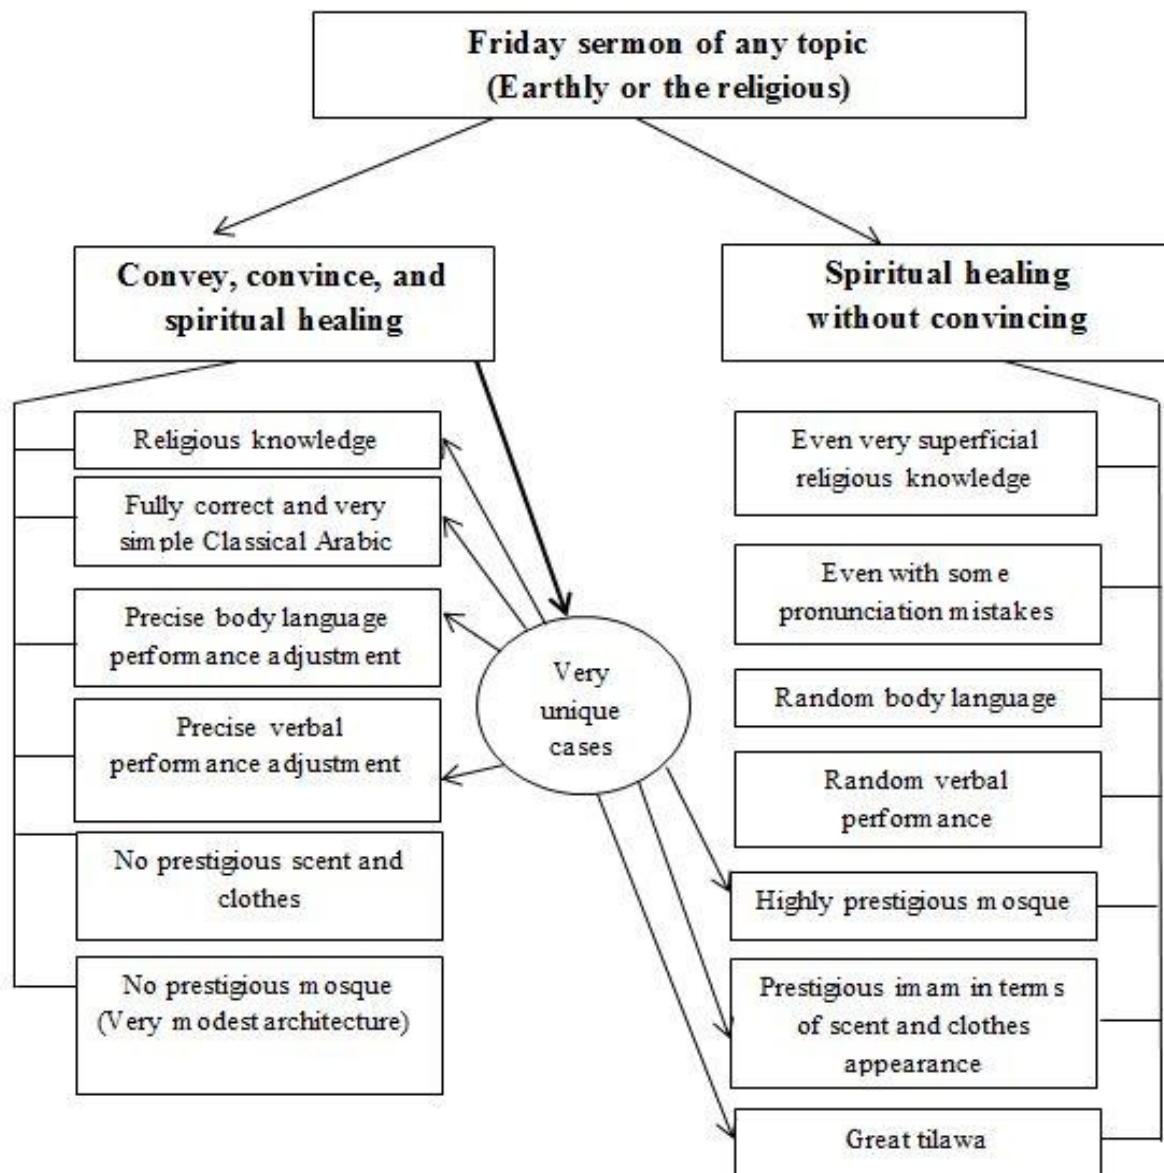 Friday sermon of any topic
(Earthly or the religious)
Convey, convince, and
spiritual healing
Spiritual healing
without convincing
Religious knowledge
Fully correct and very
simple Classical Arabic
Precise body language
performance adjustment
Precise verbal
performance adjustment
No prestigious scent and
clothes
No prestigious mosque
(Very modest architecture)
Very
unique
cases
Even very superficial
religious knowledge
Even with some
pronunciation mistakes
Random body language
Random verbal
performance
Highly prestigious mosque
Prestigious imam in terms
of scent and clothes
appearance
Great tilawa